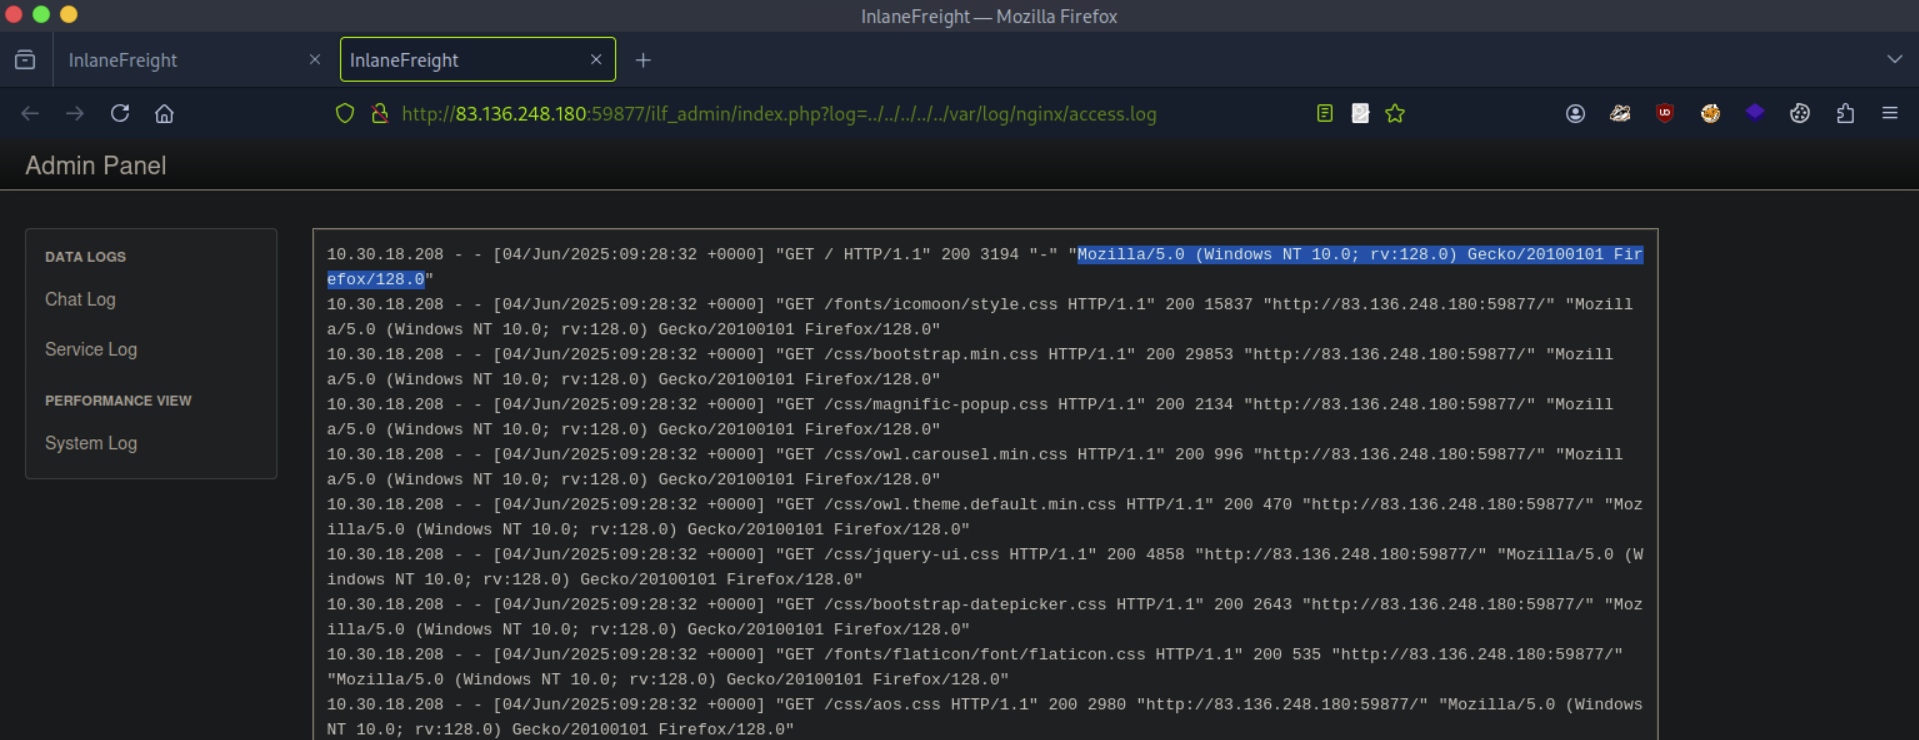 InlaneFreight — Mozilla Firefox
InlaneFreight
InlaneFreight
http://83.136.248.180:59877/ilf_admin/index.php?log=../../../../../var/log/nginx/access.log
Admin Panel
DATA LOGS
Chat Log
Service Log
PERFORMANCE VIEW
System Log
10.30.18.208 - - [04/Jun/2025:09:28:32 +0000] "GET / HTTP/1.1" 200 3194 "-" "Mozilla/5.0 (Windows NT 10.0; rv:128.0) Gecko/20100101 Fir
efox/128.0"
10.30.18.208 - - [04/Jun/2025:09:28:32 +0000] "GET /fonts/icomoon/style.css HTTP/1.1" 200 15837 "http://83.136.248.180:59877/" "Mozill
a/5.0 (Windows NT 10.0; rv:128.0) Gecko/20100101 Firefox/128.0"
10.30.18.208 - - [04/Jun/2025:09:28:32 +0000] "GET /css/bootstrap.min.css HTTP/1.1" 200 29853 "http://83.136.248.180:59877/" "Mozill
a/5.0 (Windows NT 10.0; rv:128.0) Gecko/20100101 Firefox/128.0"
10.30.18.208 - - [04/Jun/2025:09:28:32 +0000] "GET /css/magnific-popup.css HTTP/1.1" 200 2134 "http://83.136.248.180:59877/" "Mozill
a/5.0 (Windows NT 10.0; rv:128.0) Gecko/20100101 Firefox/128.0"
10.30.18.208 - - [04/Jun/2025:09:28:32 +0000] "GET /css/owl.carousel.min.css HTTP/1.1" 200 996 "http://83.136.248.180:59877/" "Mozill
a/5.0 (Windows NT 10.0; rv:128.0) Gecko/20100101 Firefox/128.0"
10.30.18.208 - - [04/Jun/2025:09:28:32 +0000] "GET /css/owl.theme.default.min.css HTTP/1.1" 200 470 "http://83.136.248.180:59877/" "Moz
illa/5.0 (Windows NT 10.0; rv:128.0) Gecko/20100101 Firefox/128.0"
10.30.18.208 - - [04/Jun/2025:09:28:32 +0000] "GET /css/jquery-ui.css HTTP/1.1" 200 4858 "http://83.136.248.180:59877/" "Mozilla/5.0 (W
indows NT 10.0; rv:128.0) Gecko/20100101 Firefox/128.0"
10.30.18.208 - - [04/Jun/2025:09:28:32 +0000] "GET /css/bootstrap-datepicker.css HTTP/1.1" 200 2643 "http://83.136.248.180:59877/" "Moz
illa/5.0 (Windows NT 10.0; rv:128.0) Gecko/20100101 Firefox/128.0"
10.30.18.208 - - [04/Jun/2025:09:28:32 +0000] "GET /fonts/flaticon/font/flaticon.css HTTP/1.1" 200 535 "http://83.136.248.180:59877/"
"Mozilla/5.0 (Windows NT 10.0; rv:128.0) Gecko/20100101 Firefox/128.0"
10.30.18.208 - - [04/Jun/2025:09:28:32 +0000] "GET /css/aos.css HTTP/1.1" 200 2980 "http://83.136.248.180:59877/" "Mozilla/5.0 (Windows
NT 10.0; rv:128.0) Gecko/20100101 Firefox/128.0"